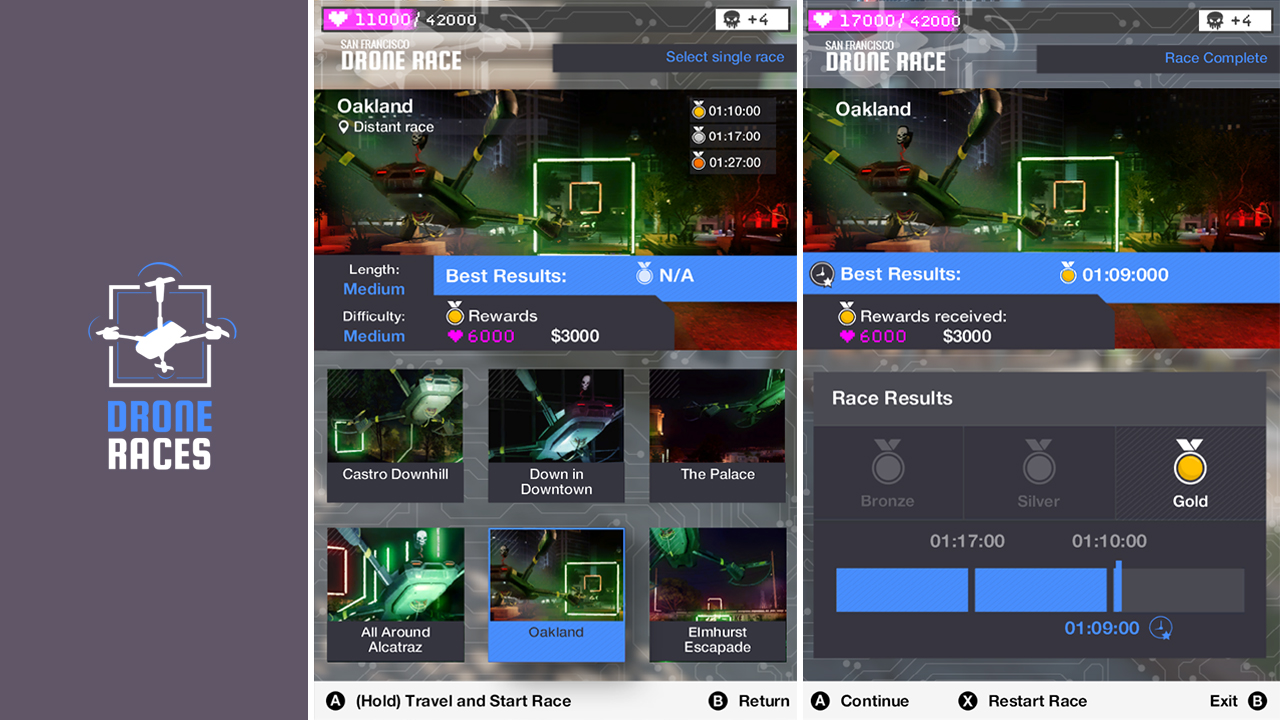 DRONE
RACES
11000/ 42000
+4
SAN FRANCISCO
DRONE RACE
Select single race
Oakland
Distant race
01:10:00
01:17:00
01:27:00
Length:
Medium
Best Results:
N/A
Difficulty:
Medium
Rewards
6000
$3000
Castro Downhill
Down in
Downtown
The Palace
All Around
Alcatraz
Oakland
Elmhurst
Escapade
A (Hold) Travel and Start Race
B Return
17000/ 42000
+4
SAN FRANCISCO
DRONE RACE
Race Complete
Oakland
Best Results:
01:09:000
Rewards received:
6000
$3000
Race Results
Bronze
Silver
Gold
01:17:00
01:10:00
01:09:00
A Continue
X Restart Race
Exit B